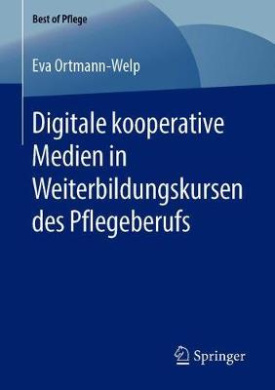 Best of Pflege
Eva Ortmann-Welp
Digitale kooperative
Medien in
Weiterbildungskursen
des Pflegeberufs
Springer